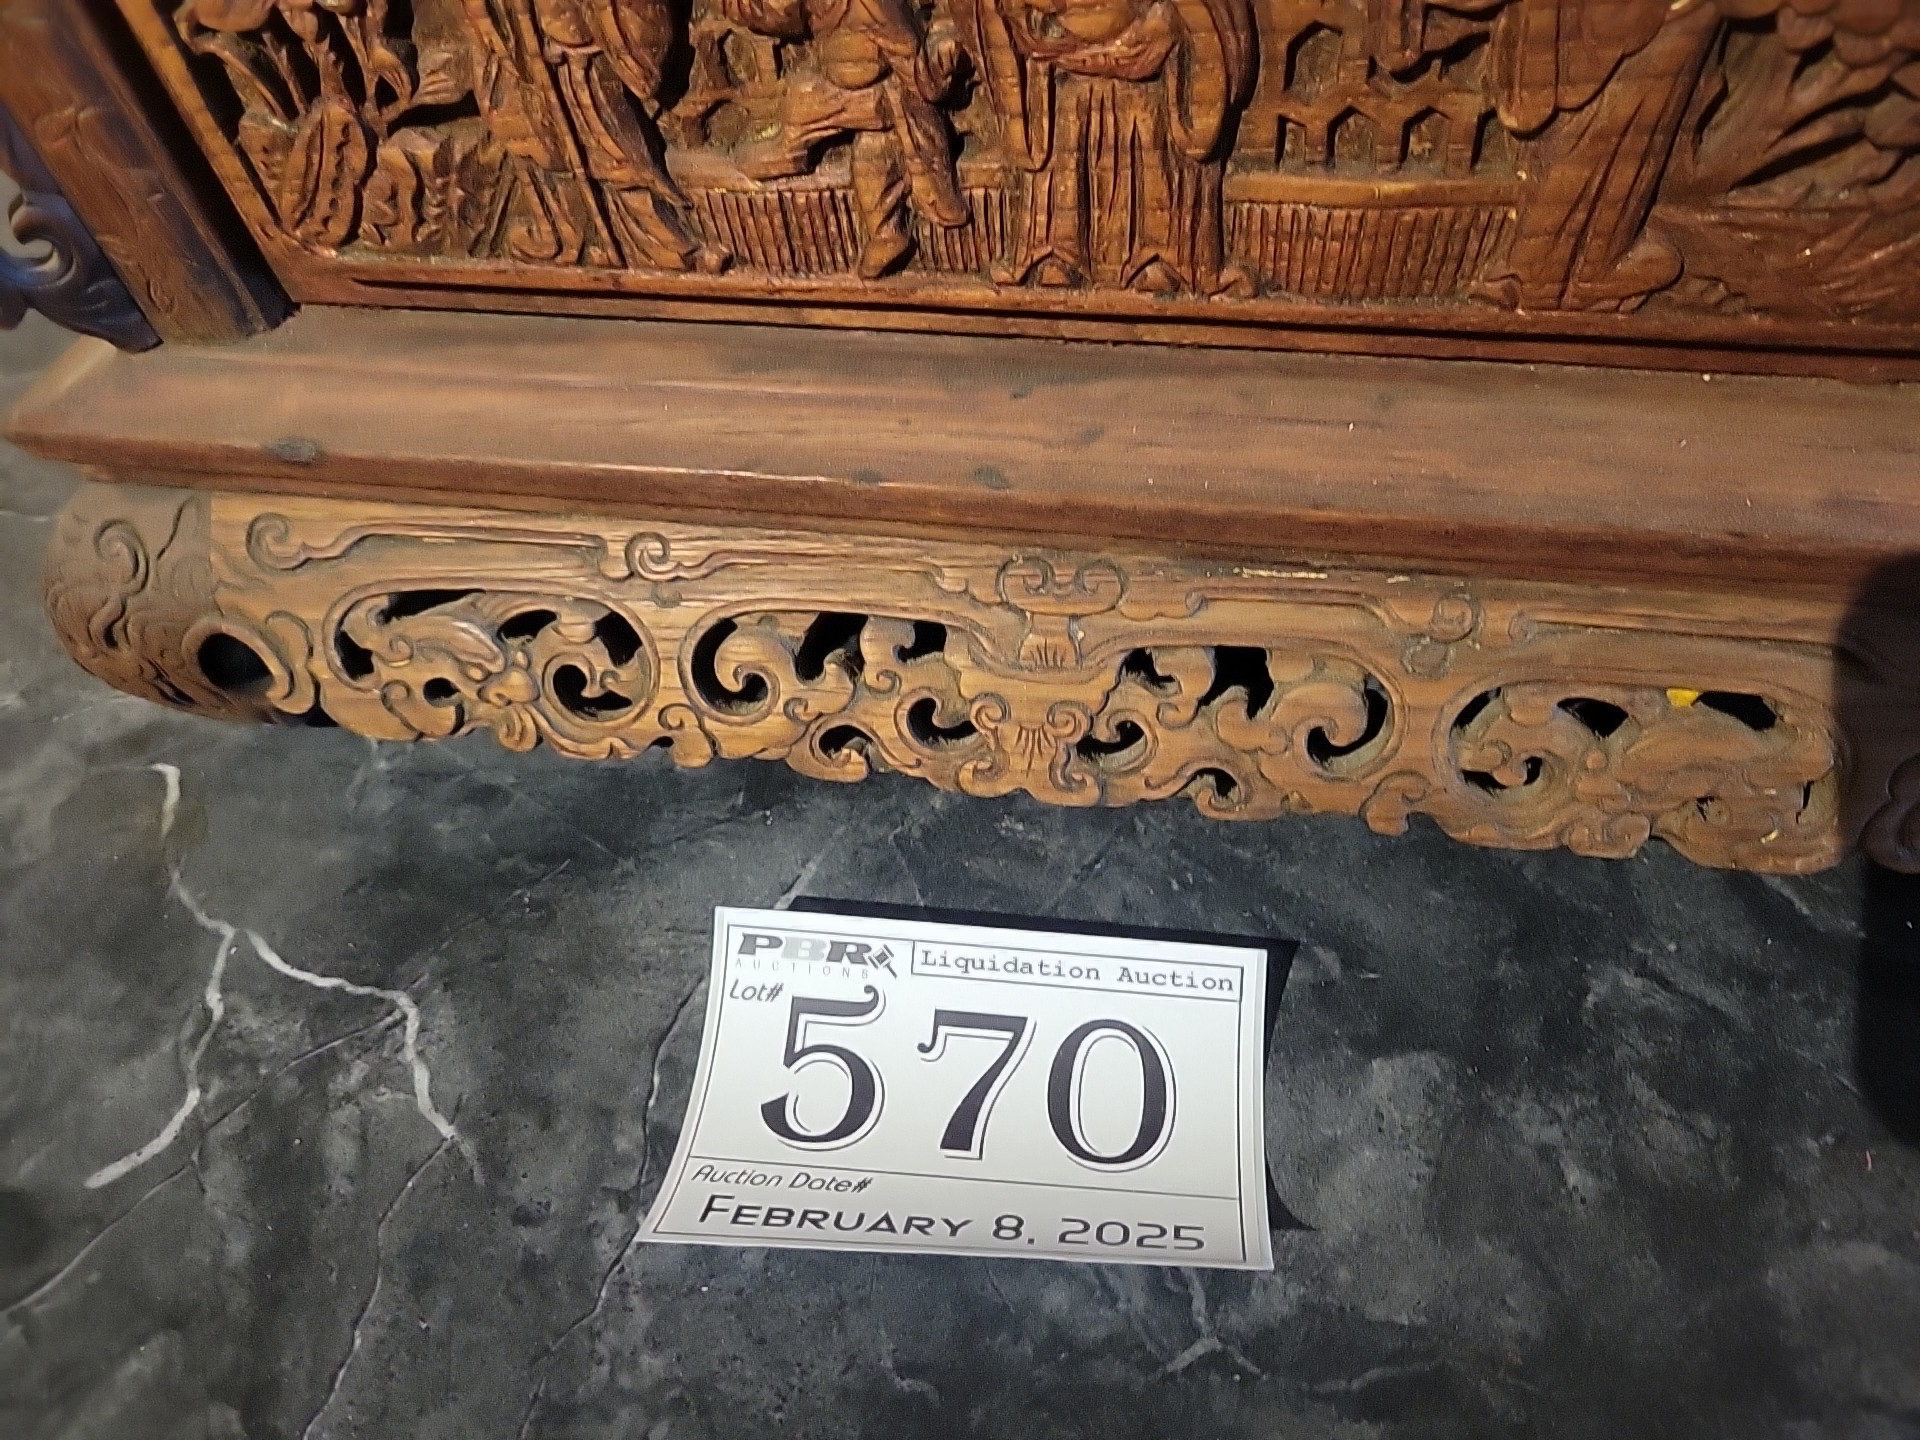 PBR
AUCTIONS
Liquidation Auction
Lot#
570
Auction Date#
FEBRUARY 8, 2025